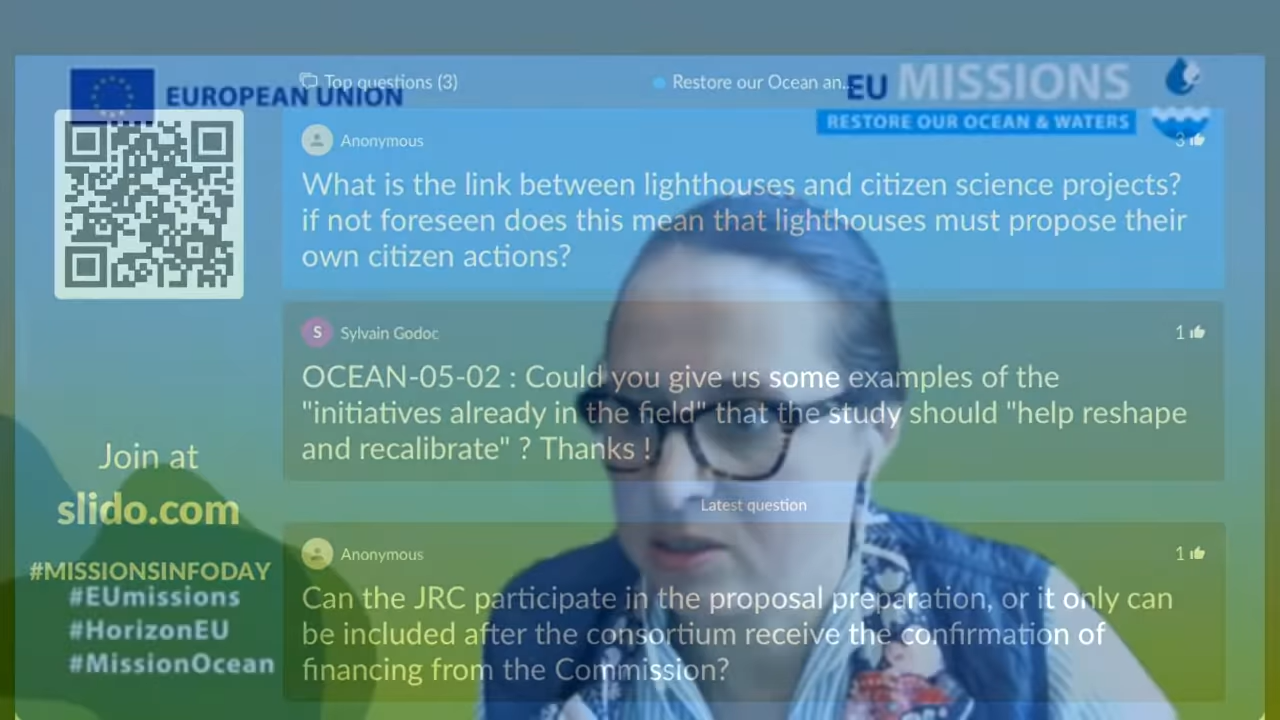 EUROPEAN UNION
Top questions (3)
Restore our Ocean an...
EU MISSIONS
RESTORE OUR OCEAN & WATERS
Anonymous
3
What is the link between lighthouses and citizen science projects?
if not foreseen does this mean that lighthouses must propose their
own citizen actions?
S Sylvain Godoc
1
OCEAN-05-02 : Could you give us some examples of the
"initiatives already in the field" that the study should "help reshape
and recalibrate" ? Thanks !
Latest question
Anonymous
1
Can the JRC participate in the proposal preparation, or it only can
be included after the consortium receive the confirmation of
financing from the Commission?
Join at
slido.com
#MISSIONSINFODAY
#EUmissions
#HorizonEU
#MissionOcean